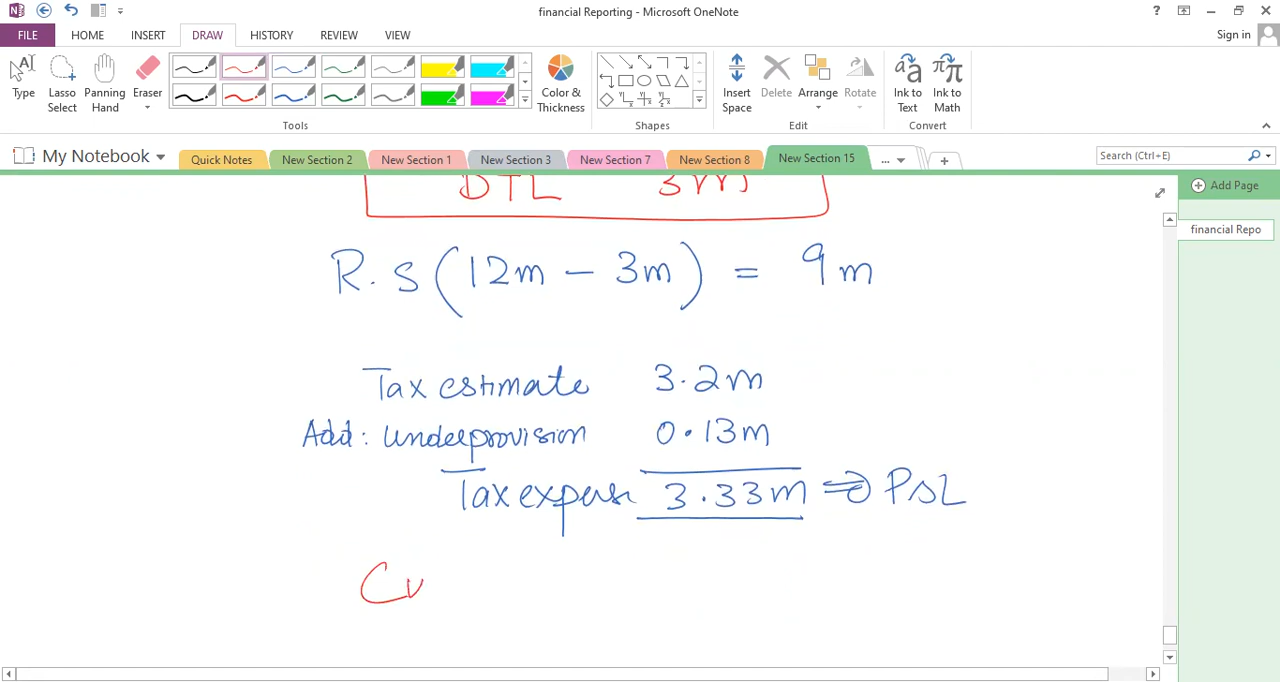 financial Reporting - Microsoft OneNote
Sign in
FILE HOME INSERT DRAW HISTORY REVIEW VIEW
Type Lasso Select Panning Hand Eraser
Color & Thickness
Insert Space Delete Arrange Rotate
Ink to Text Ink to Math
Tools Shapes Edit Convert
My Notebook Quick Notes New Section 2 New Section 1 New Section 3 New Section 7 New Section 8 New Section 15 ... +
Search (Ctrl+E)
Add Page
financial Repo
DTL 3m
R.S (12m - 3m) = 9m
Tax estimate 3.2m
Add: Underprovision 0.13m
Tax expense 3.33m ⇒ P&L
Cu